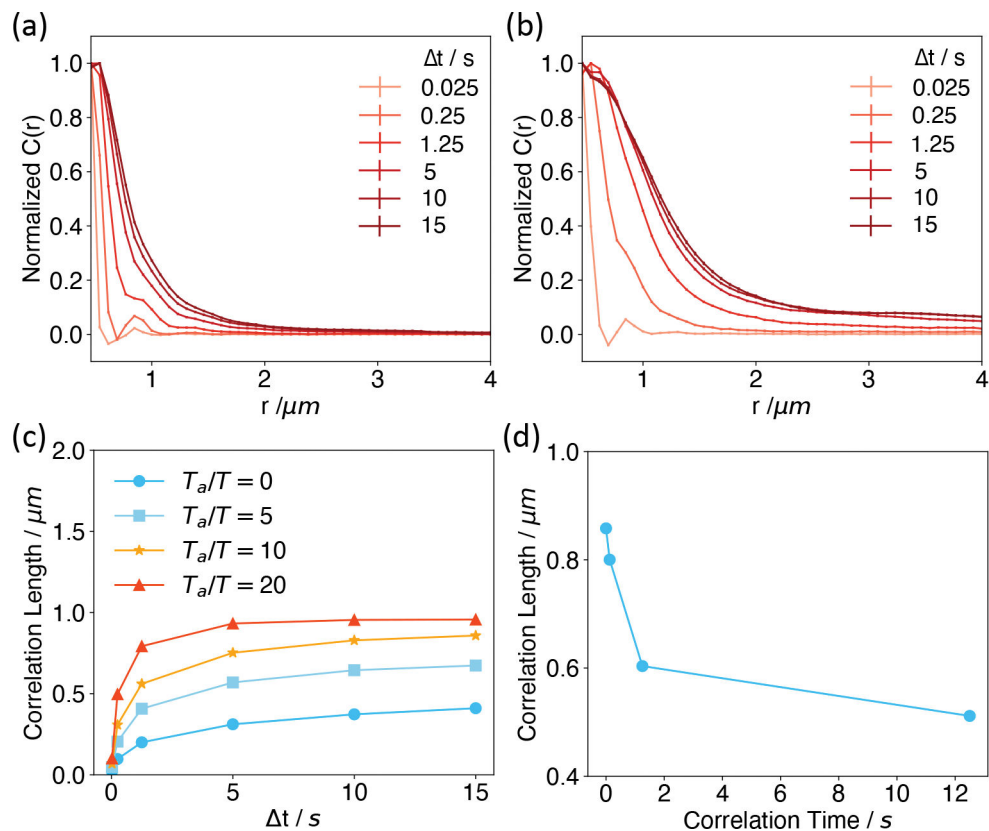 (a)
Normalized C(r)
1.0
0.8
0.6
0.4
0.2
0.0
Δt / s
0.025
0.25
1.25
5
10
15
1
2
3
4
r /μm
(b)
Normalized C(r)
1.0
0.8
0.6
0.4
0.2
0.0
Δt / s
0.025
0.25
1.25
5
10
15
1
2
3
4
r /μm
(c)
Correlation Length / μm
2.0
1.5
1.0
0.5
0.0
Tₐ/T = 0
Tₐ/T = 5
Tₐ/T = 10
Tₐ/T = 20
0
5
10
15
Δt / s
(d)
Correlation Length / μm
1.0
0.8
0.6
0.4
0
2
4
6
8
10
12
Correlation Time / s